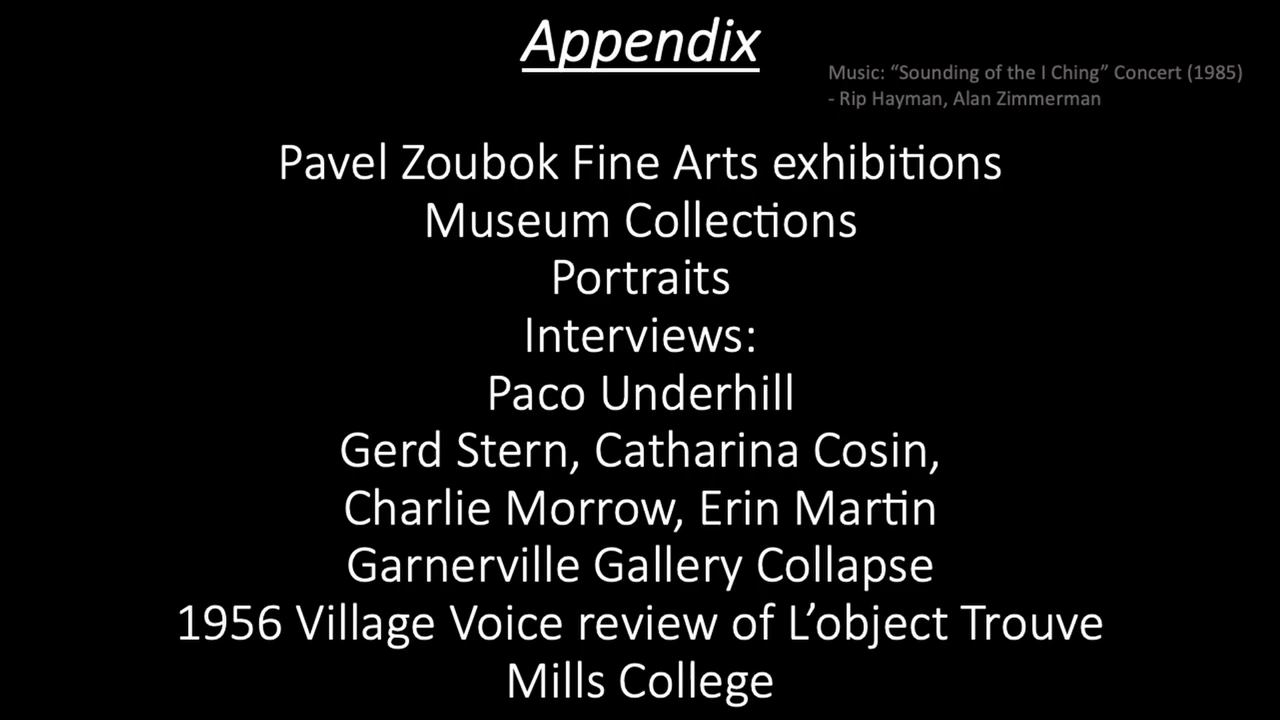 Appendix
Music: “Sounding of the I Ching” Concert (1985)
- Rip Hayman, Alan Zimmerman
Pavel Zoubok Fine Arts exhibitions
Museum Collections
Portraits
Interviews:
Paco Underhill
Gerd Stern, Catharina Cosin,
Charlie Morrow, Erin Martin
Garnerville Gallery Collapse
1956 Village Voice review of L’object Trouve
Mills College